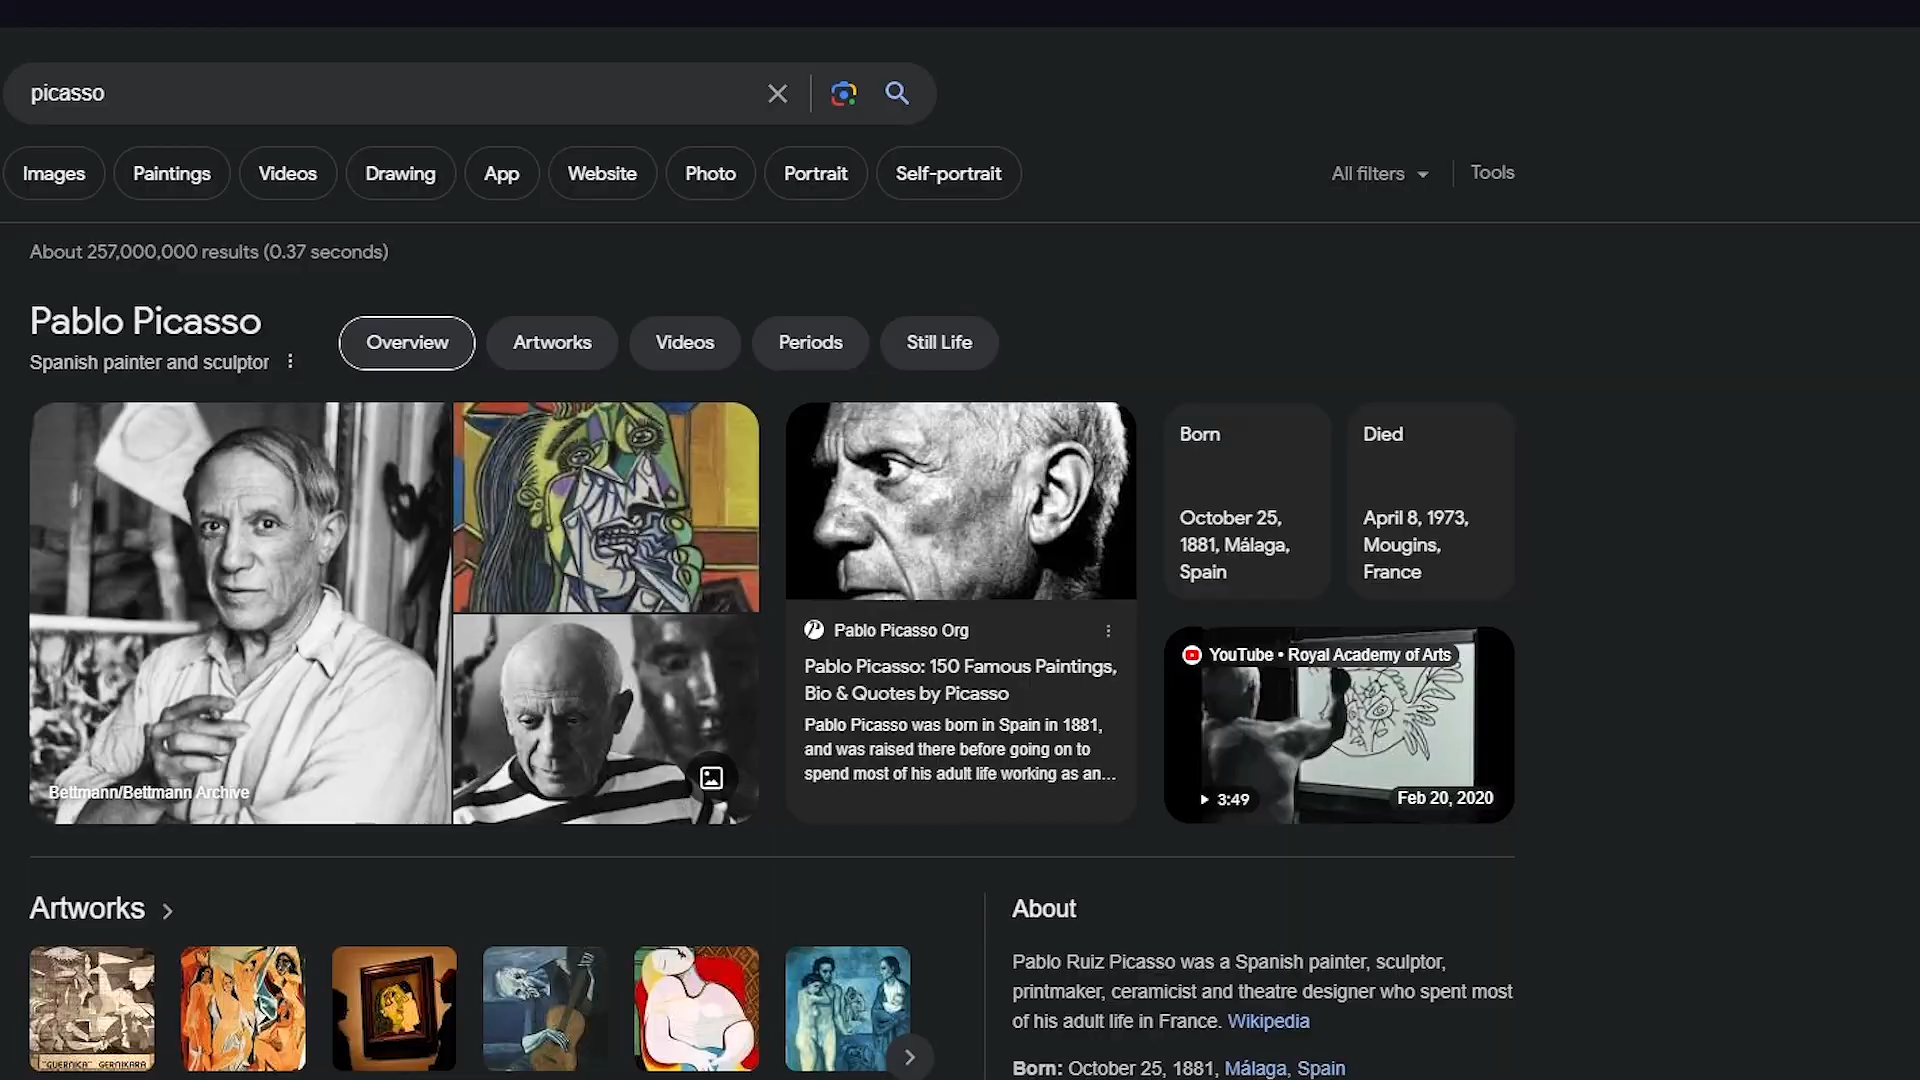 picasso
Images
Paintings
Videos
Drawing
App
Website
Photo
Portrait
Self-portrait
All filters
Tools
About 257,000,000 results (0.37 seconds)
Pablo Picasso
Spanish painter and sculptor
Overview
Artworks
Videos
Periods
Still Life
Bettmann/Bettmann Archive
Pablo Picasso Org
Pablo Picasso: 150 Famous Paintings,
Bio & Quotes by Picasso
Pablo Picasso was born in Spain in 1881,
and was raised there before going on to
spend most of his adult life working as an...
Born
October 25,
1881, Málaga,
Spain
Died
April 8, 1973,
Mougins,
France
YouTube • Royal Academy of Arts
3:49
Feb 20, 2020
Artworks
"GUERNICA" GERNIKARA
About
Pablo Ruiz Picasso was a Spanish painter, sculptor,
printmaker, ceramicist and theatre designer who spent most
of his adult life in France. Wikipedia
Born: October 25, 1881, Málaga, Spain